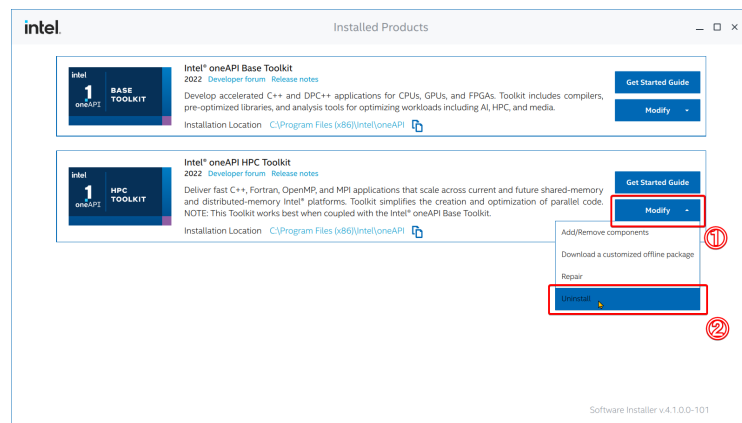 intel.
Installed Products
intel
1
oneAPI
BASE
TOOLKIT
Intel® oneAPI Base Toolkit
2022 Developer forum Release notes
Develop accelerated C++ and DPC++ applications for CPUs, GPUs, and FPGAs. Toolkit includes compilers,
pre-optimized libraries, and analysis tools for optimizing workloads including AI, HPC, and media.
Installation Location C:\Program Files (x86)\Intel\oneAPI
Get Started Guide
Modify
intel
1
oneAPI
HPC
TOOLKIT
Intel® oneAPI HPC Toolkit
2022 Developer forum Release notes
Deliver fast C++, Fortran, OpenMP, and MPI applications that scale across current and future shared-memory
and distributed-memory Intel® platforms. Toolkit simplifies the creation and optimization of parallel code.
NOTE: This Toolkit works best when coupled with the Intel® oneAPI Base Toolkit.
Installation Location C:\Program Files (x86)\Intel\oneAPI
Get Started Guide
Modify
①
Add/Remove components
Download a customized offline package
Repair
Uninstall
②
Software Installer v.4.1.0.0-101